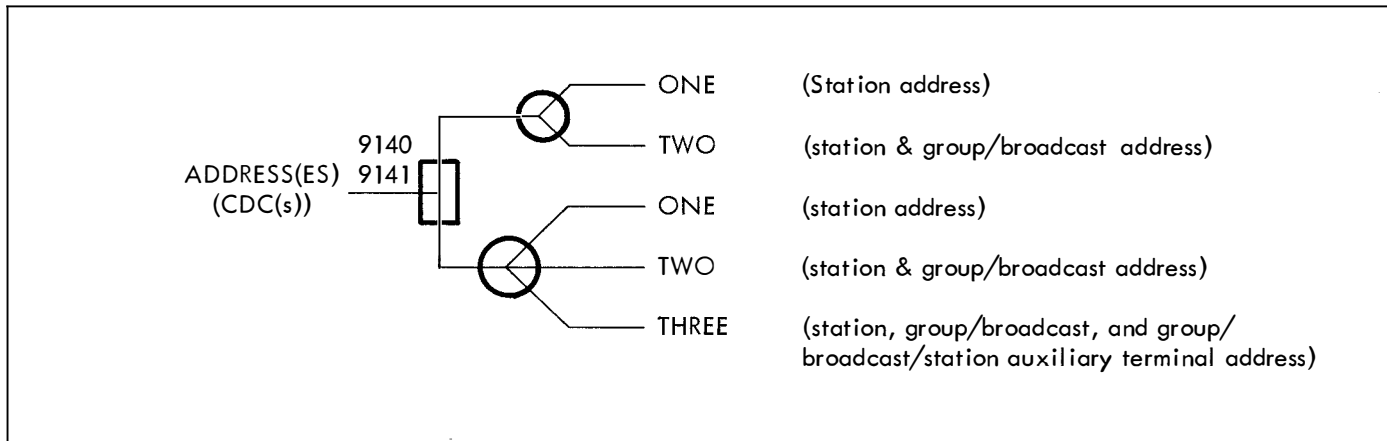 ONE (Station address)
TWO (station & group/broadcast address)
9140
ADDRESS(ES) 9141
(CDC(s))
ONE (station address)
TWO (station & group/broadcast address)
THREE (station, group/broadcast, and group/
broadcast/station auxiliary terminal address)